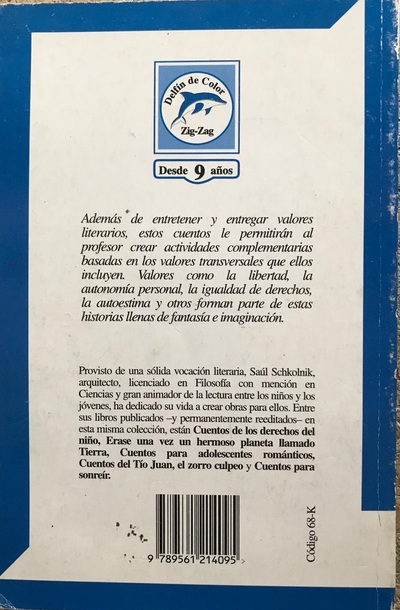 Delfín de Color
Zig-Zag
Desde 9 años
Además de entretener y entregar valores
literarios, estos cuentos le permitirán al
profesor crear actividades complementarias
basadas en los valores transversales que ellos
incluyen. Valores como la libertad, la
autonomía personal, la igualdad de derechos,
la autoestima y otros forman parte de estas
historias llenas de fantasía e imaginación.
Provisto de una sólida vocación literaria, Saúl Schkolnik,
arquitecto, licenciado en Filosofía con mención en
Ciencias y gran animador de la lectura entre los niños y los
jóvenes, ha dedicado su vida a crear obras para ellos. Entre
sus libros publicados –y permanentemente reeditados– en
esta misma colección, están Cuentos de los derechos del
niño, Erase una vez un hermoso planeta llamado
Tierra, Cuentos para adolescentes románticos,
Cuentos del Tío Juan, el zorro culpeo y Cuentos para
sonreír.
9 789561 214095
Código 68-K